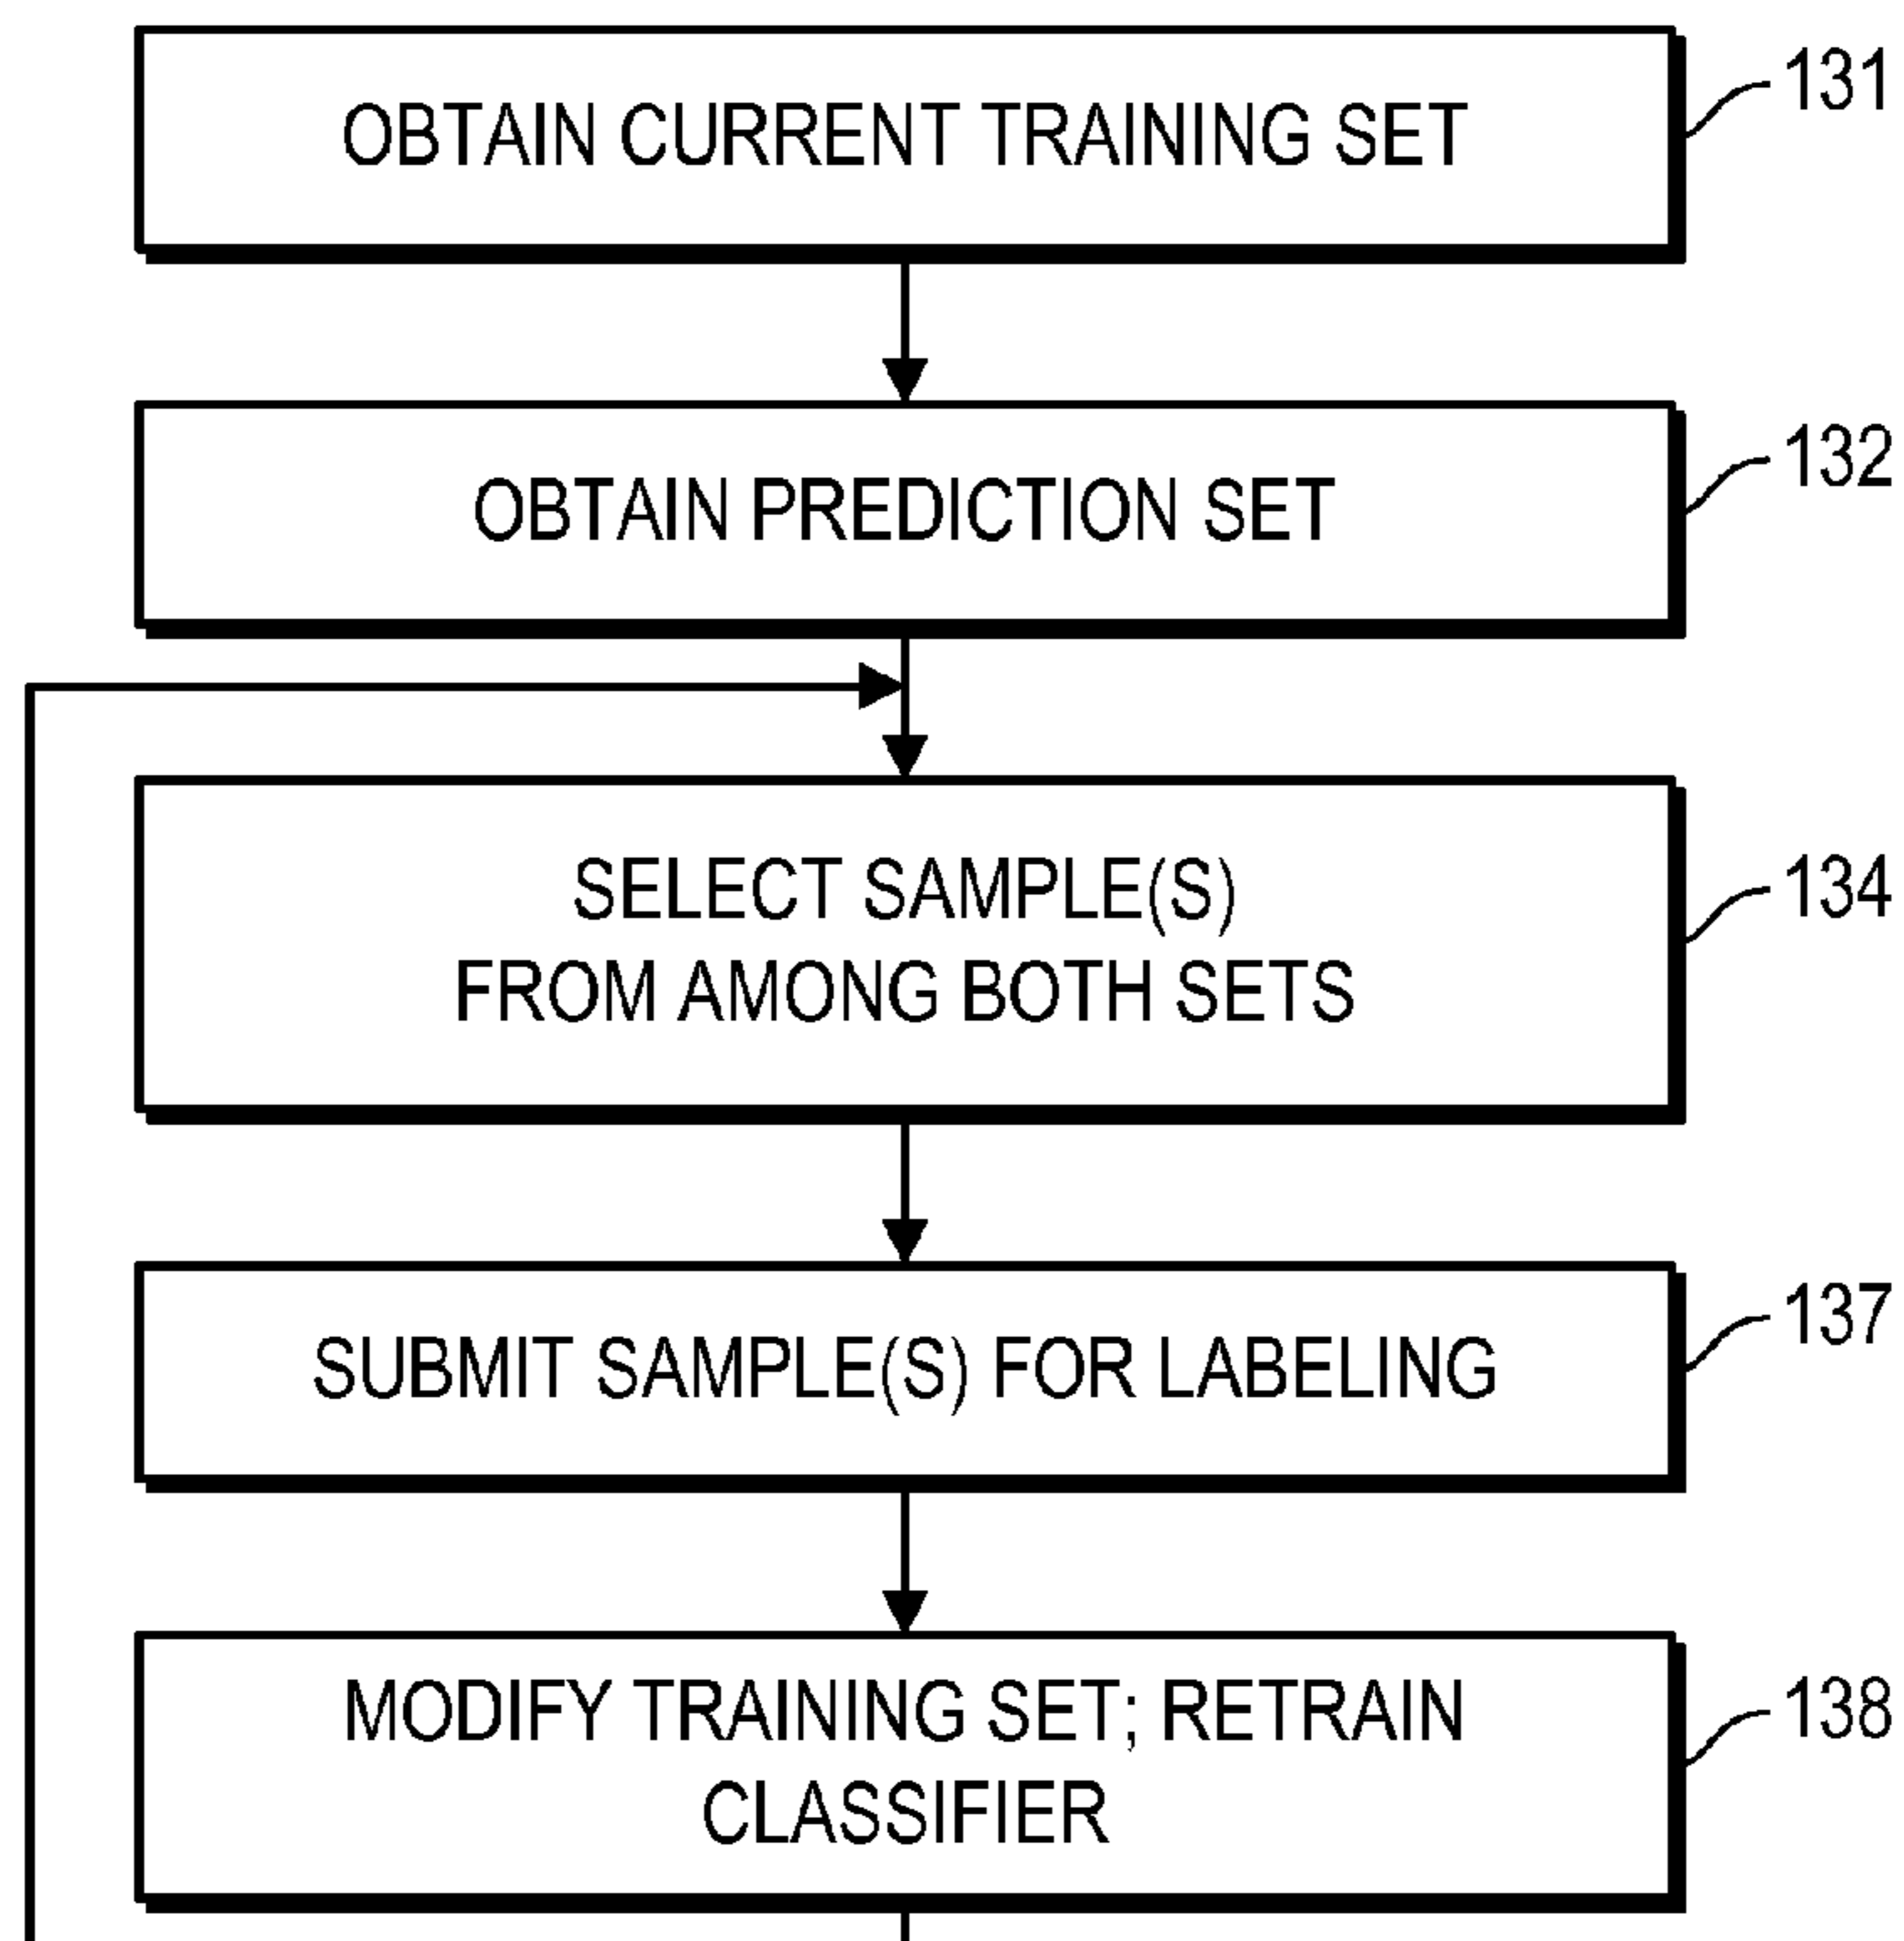 OBTAIN CURRENT TRAINING SET
131
OBTAIN PREDICTION SET
132
SELECT SAMPLE(S)
FROM AMONG BOTH SETS
134
SUBMIT SAMPLE(S) FOR LABELING
137
MODIFY TRAINING SET; RETRAIN
CLASSIFIER
138